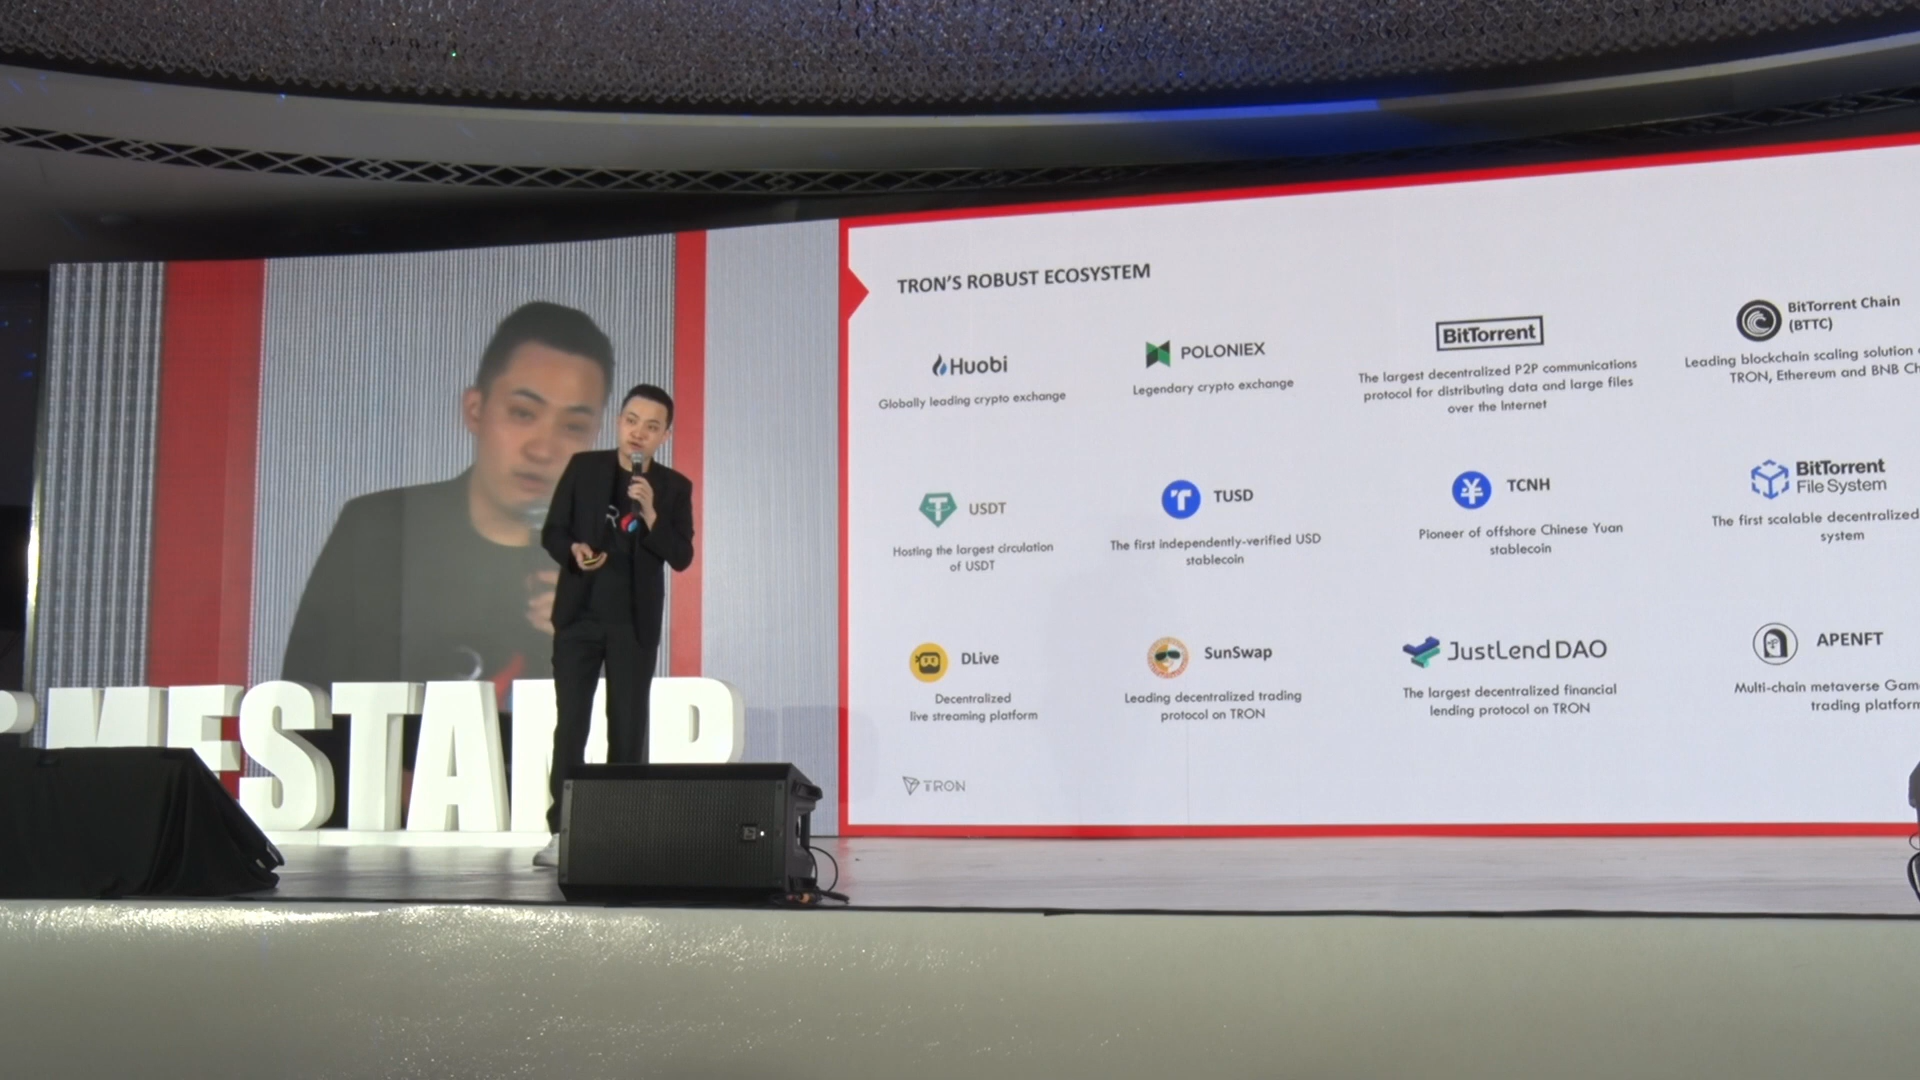 TRON'S ROBUST ECOSYSTEM
Huobi
Globally leading crypto exchange
POLONIEX
Legendary crypto exchange
BitTorrent
The largest decentralized P2P communications
protocol for distributing data and large files
over the Internet
BitTorrent Chain
(BTTC)
Leading blockchain scaling solution
TRON, Ethereum and BNB
USDT
Hosting the largest circulation
of USDT
TUSD
The first independently-verified USD
stablecoin
TCNH
Pioneer of offshore Chinese Yuan
stablecoin
BitTorrent
File System
The first scalable decentralized
system
DLive
Decentralized
live streaming platform
SunSwap
Leading decentralized trading
protocol on TRON
JustLend DAO
The largest decentralized financial
lending protocol on TRON
APENFT
Multi-chain metaverse
trading platform
TRON